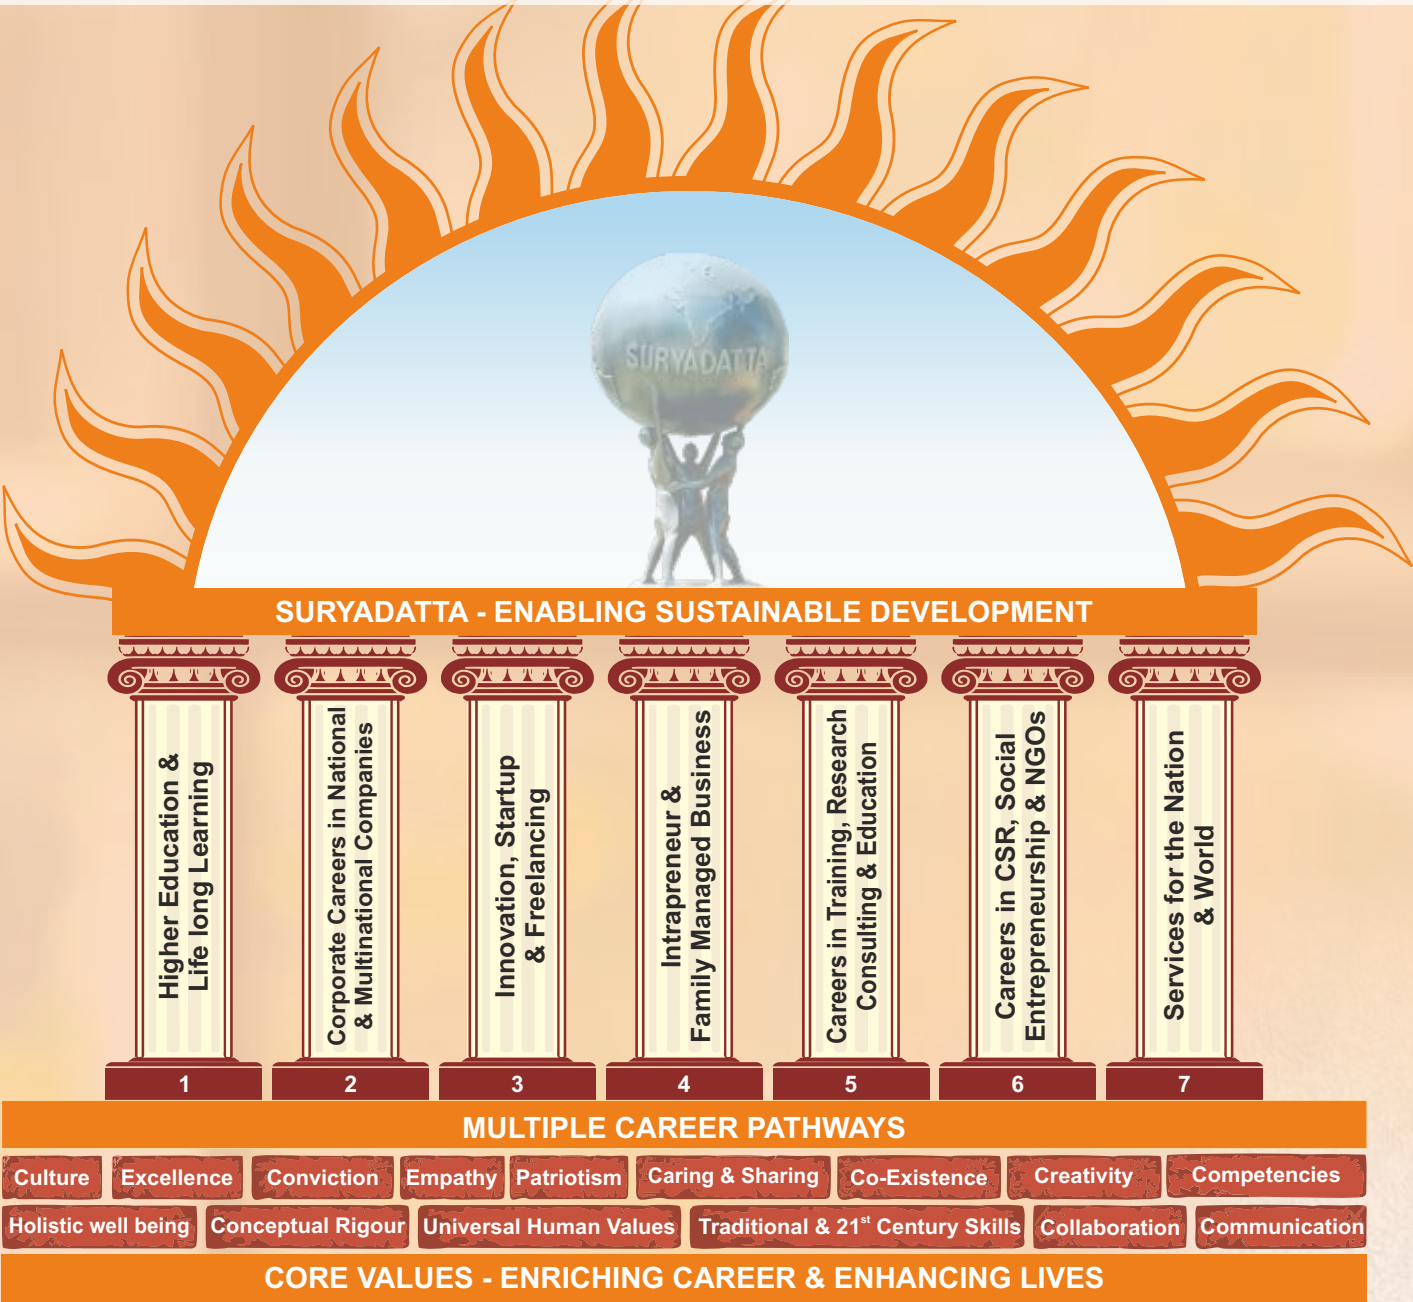 SURYADATTA
SURYADATTA - ENABLING SUSTAINABLE DEVELOPMENT
Higher Education &
Life long Learning
Corporate Careers in National
& Multinational Companies
Innovation, Startup
& Freelancing
Intrapreneur &
Family Managed Business
Careers in Training, Research
Consulting & Education
Careers in CSR, Social
Entrepreneurship & NGOs
Services for the Nation
& World
1 2 3 4 5 6 7
MULTIPLE CAREER PATHWAYS
Culture Excellence Conviction Empathy Patriotism Caring & Sharing Co-Existence Creativity Competencies
Holistic well being Conceptual Rigour Universal Human Values Traditional & 21st Century Skills Collaboration Communication
CORE VALUES - ENRICHING CAREER & ENHANCING LIVES